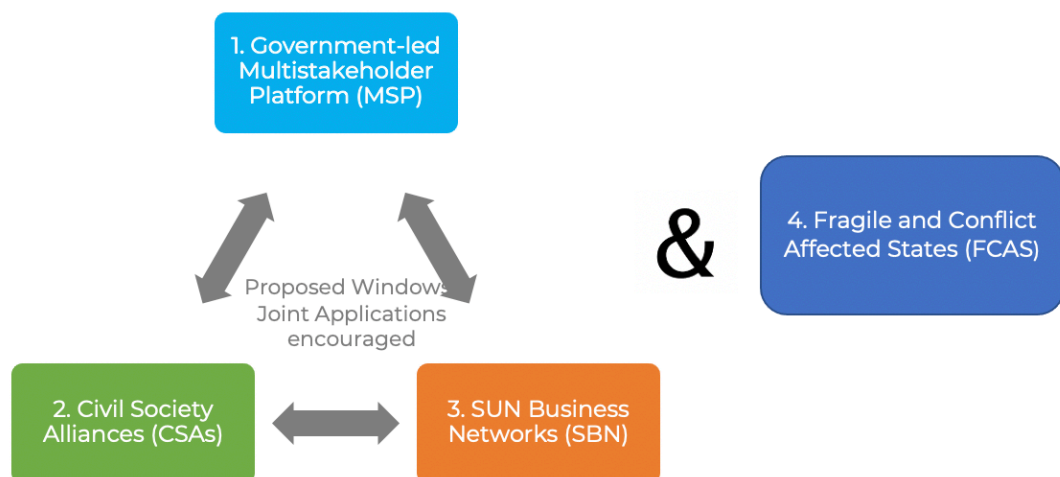 1. Government-led
Multistakeholder
Platform (MSP)
&
4. Fragile and Conflict
Affected States (FCAS)
Proposed Windows
Joint Applications
encouraged
2. Civil Society
Alliances (CSAs)
3. SUN Business
Networks (SBN)